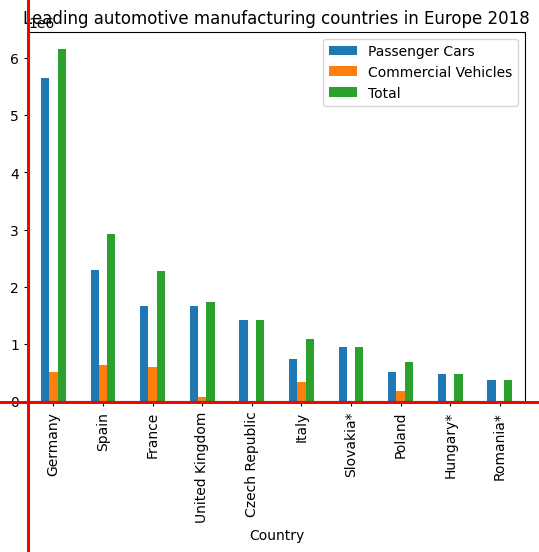 Leading automotive manufacturing countries in Europe 2018
1e6
Passenger Cars
Commercial Vehicles
Total
6
5
4
3
2
1
0
Germany
Spain
France
United Kingdom
Czech Republic
Italy
Slovakia*
Poland
Hungary*
Romania*
Country